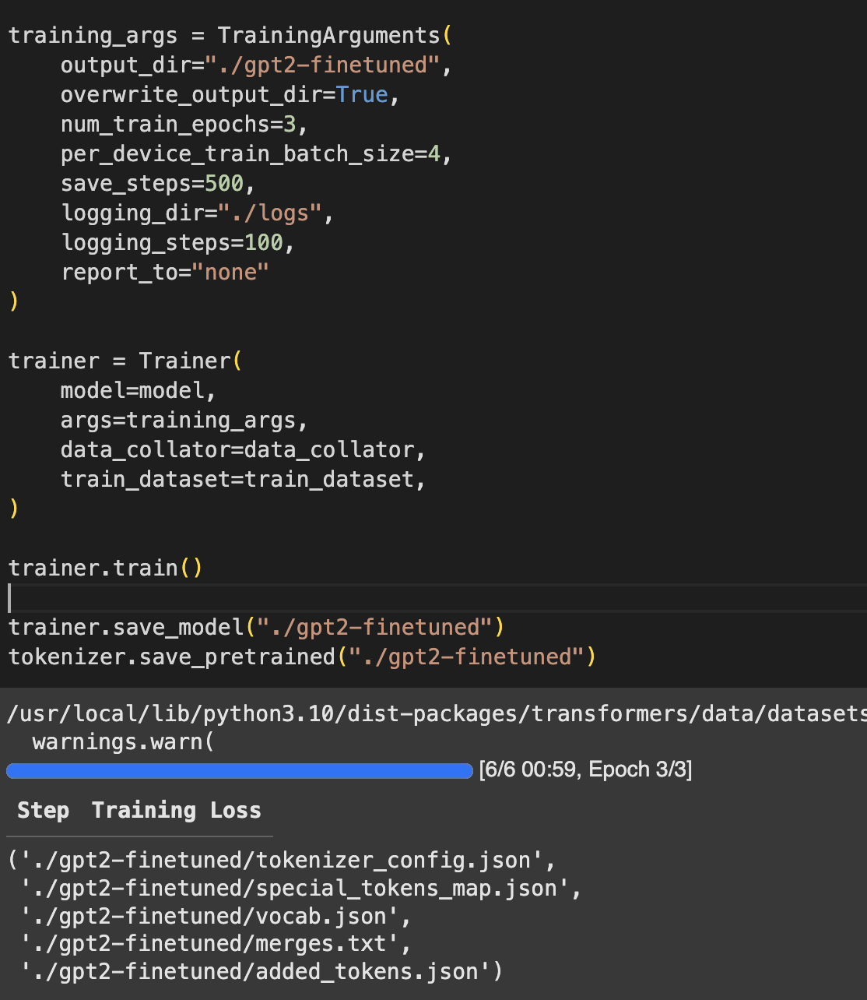 training_args = TrainingArguments(
    output_dir="./gpt2-finetuned",
    overwrite_output_dir=True,
    num_train_epochs=3,
    per_device_train_batch_size=4,
    save_steps=500,
    logging_dir="./logs",
    logging_steps=100,
    report_to="none"
)

trainer = Trainer(
    model=model,
    args=training_args,
    data_collator=data_collator,
    train_dataset=train_dataset,
)

trainer.train()

trainer.save_model("./gpt2-finetuned")
tokenizer.save_pretrained("./gpt2-finetuned")
/usr/local/lib/python3.10/dist-packages/transformers/data/datasets
  warnings.warn(
[6/6 00:59, Epoch 3/3]
Step Training Loss
('./gpt2-finetuned/tokenizer_config.json',
 './gpt2-finetuned/special_tokens_map.json',
 './gpt2-finetuned/vocab.json',
 './gpt2-finetuned/merges.txt',
 './gpt2-finetuned/added_tokens.json')